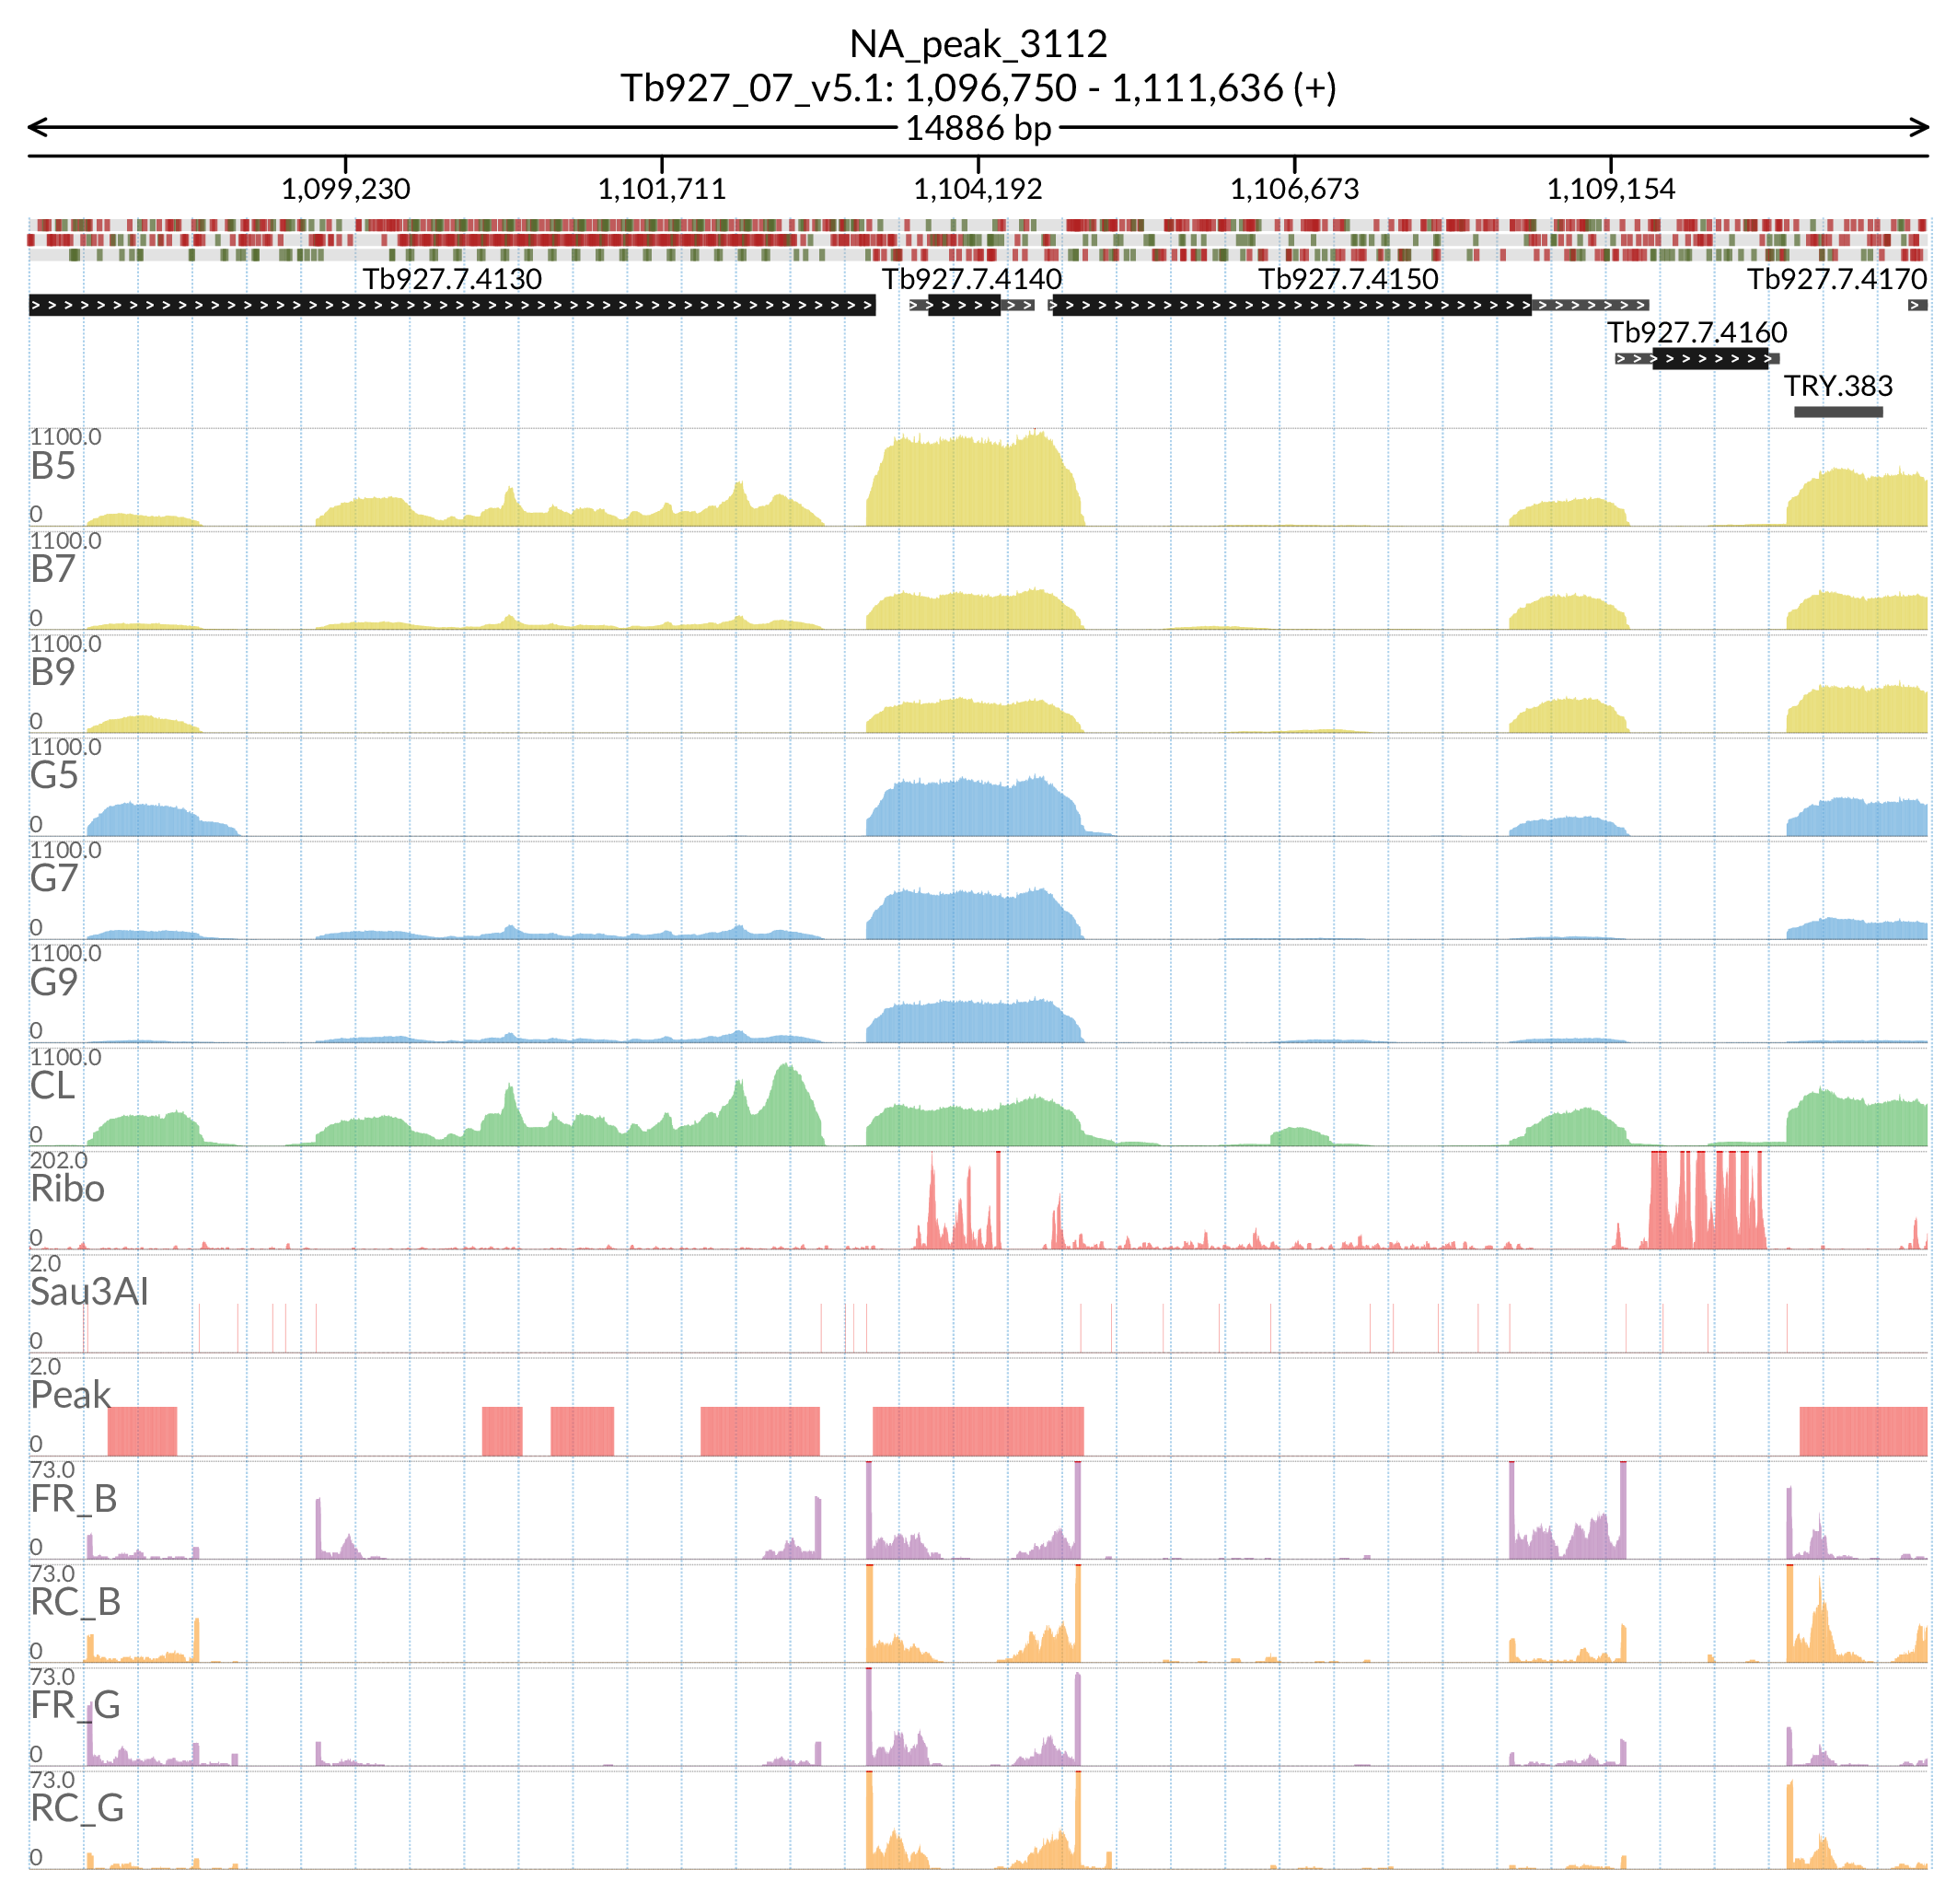 NA_peak_3112
Tb927_07_v5.1: 1,096,750 - 1,111,636 (+)
14886 bp
1,099,230 1,101,711 1,104,192 1,106,673 1,109,154
Tb927.7.4130 Tb927.7.4140 Tb927.7.4150 Tb927.7.4170
Tb927.7.4160
TRY.383
1100.0
B5
0
1100.0
B7
0
1100.0
B9
0
1100.0
G5
0
1100.0
G7
0
1100.0
G9
0
1100.0
CL
0
202.0
Ribo
0
2.0
Sau3AI
0
2.0
Peak
0
73.0
FR_B
0
73.0
RC_B
0
73.0
FR_G
0
73.0
RC_G
0